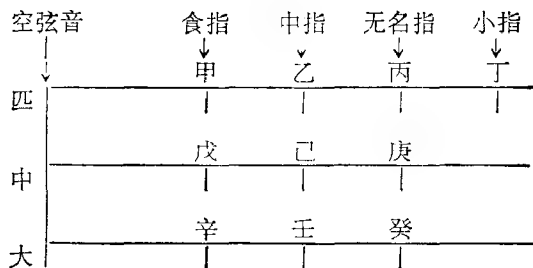 空弦音 食指 中指 无名指 小指
甲 乙 丙 丁
匹
戊 己 庚
中
辛 壬 癸
大